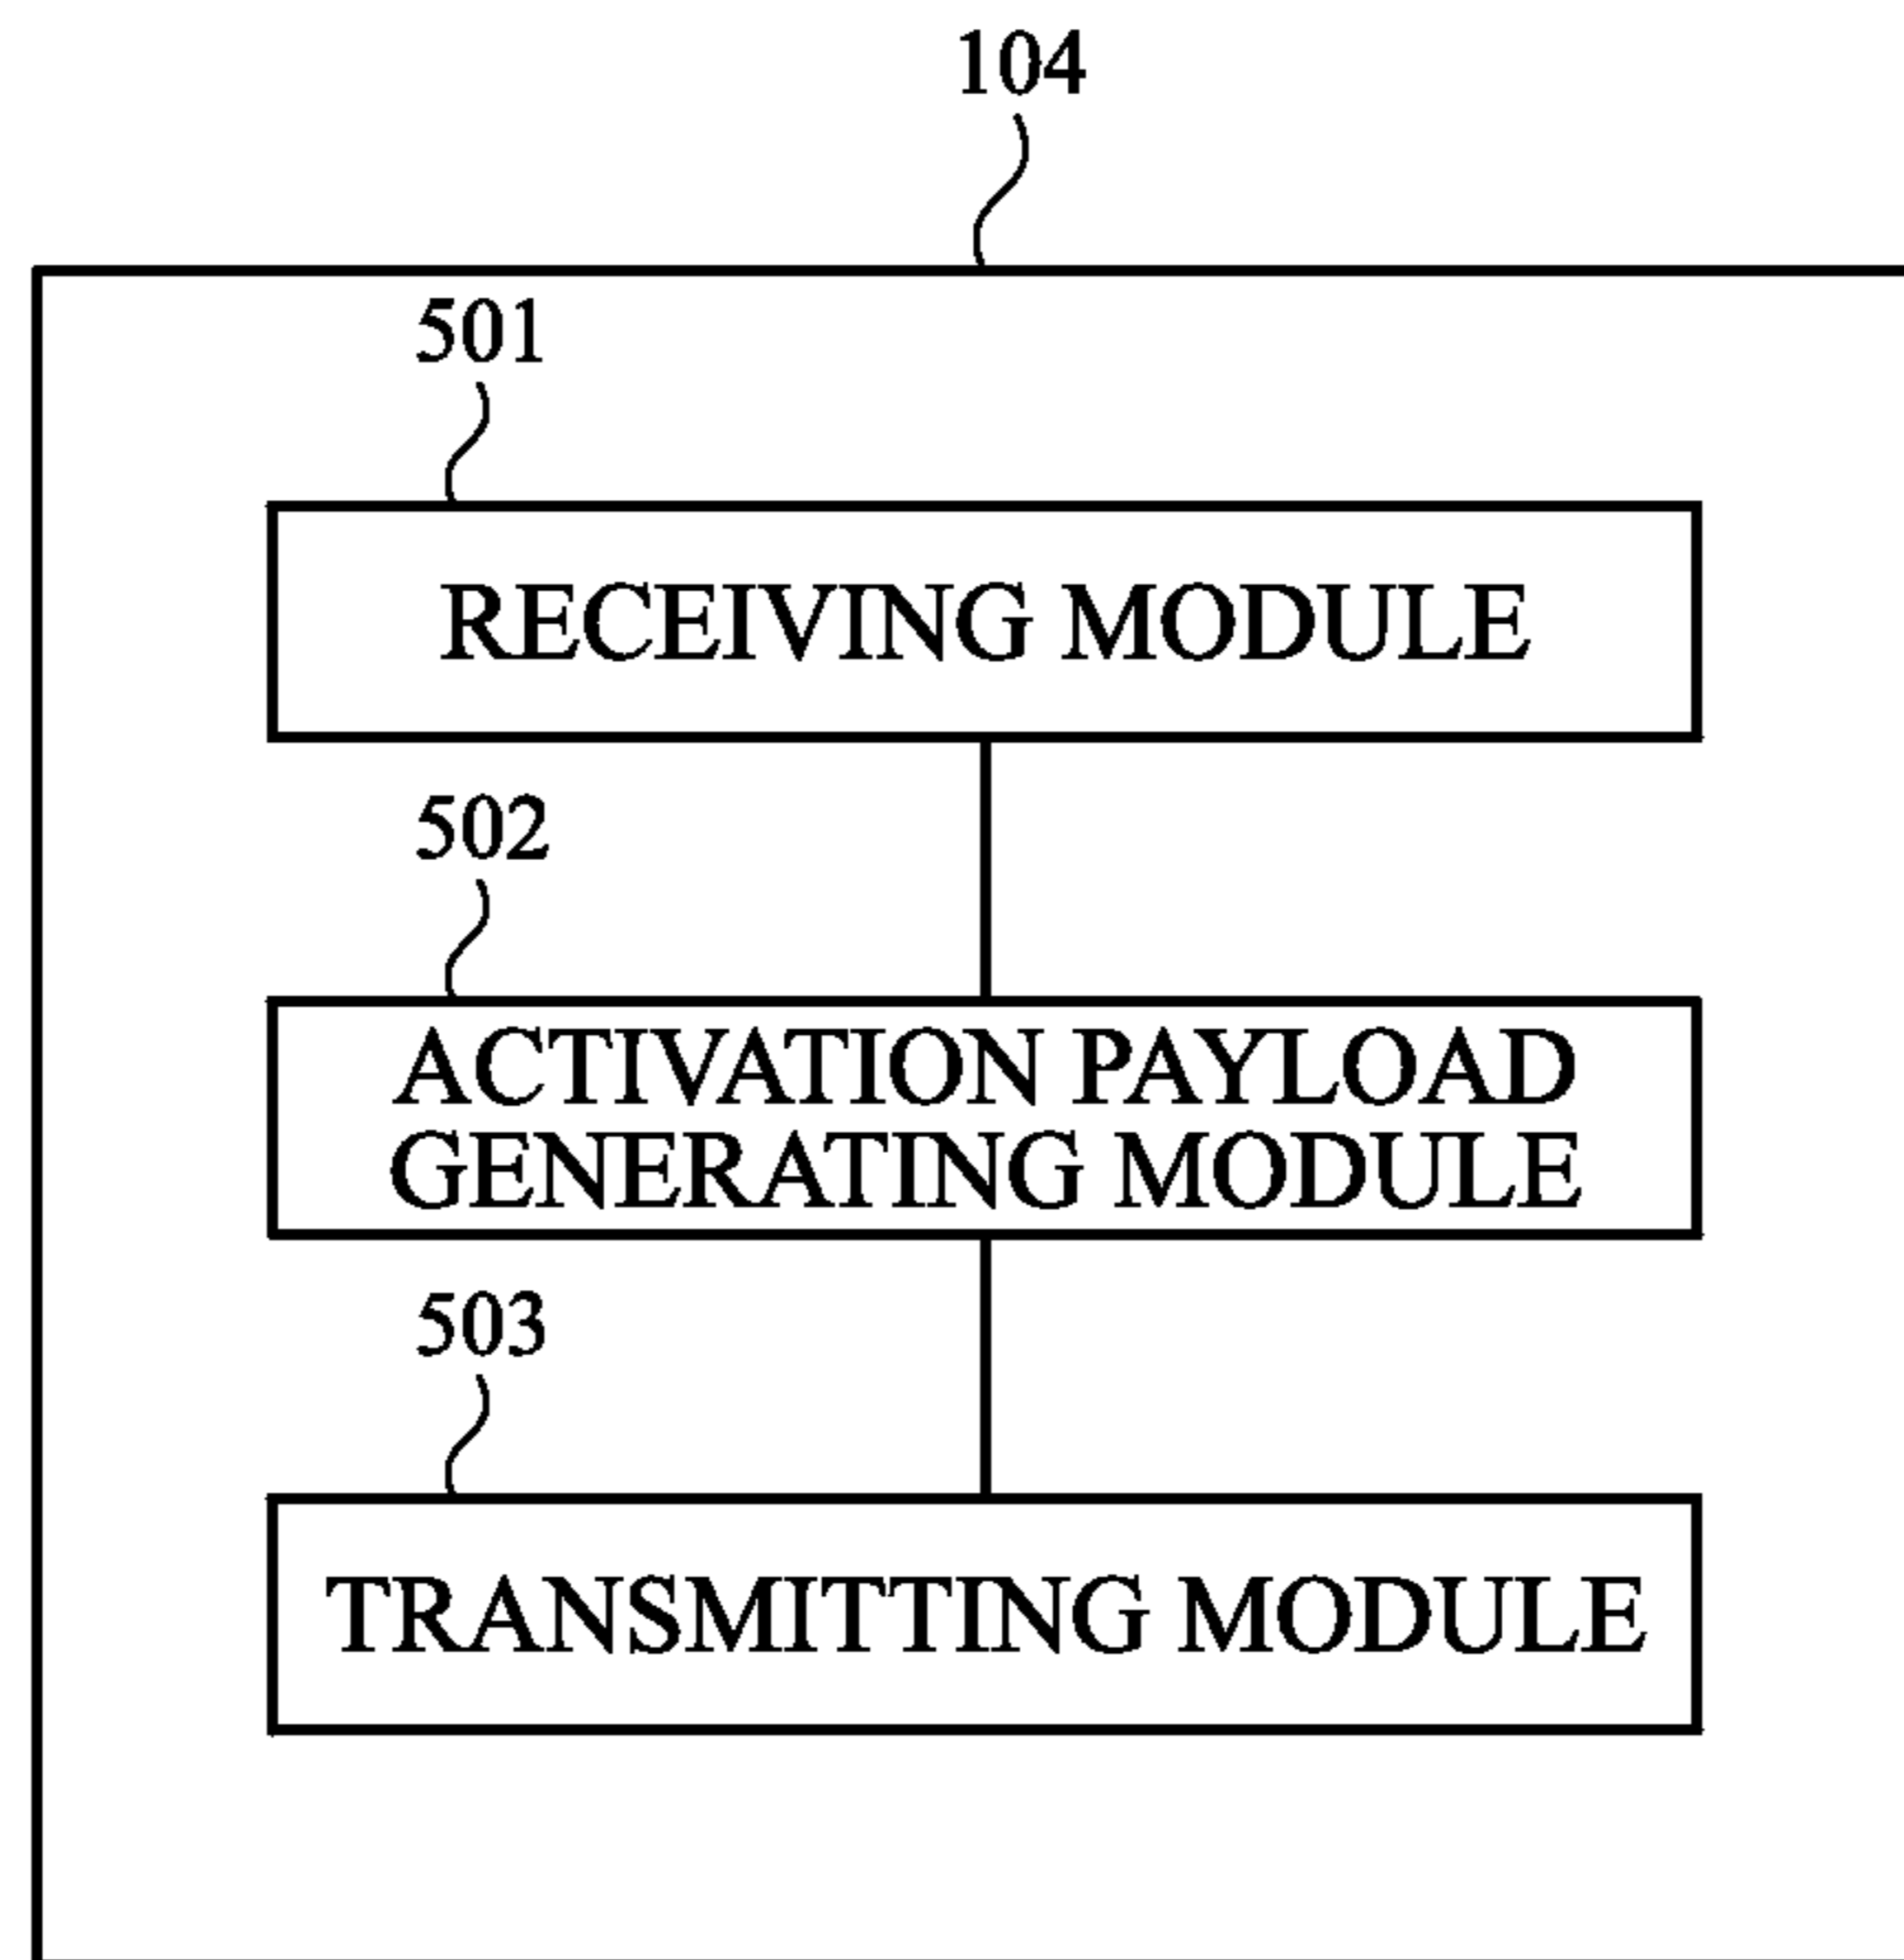 104
501
RECEIVING MODULE
502
ACTIVATION PAYLOAD
GENERATING MODULE
503
TRANSMITTING MODULE